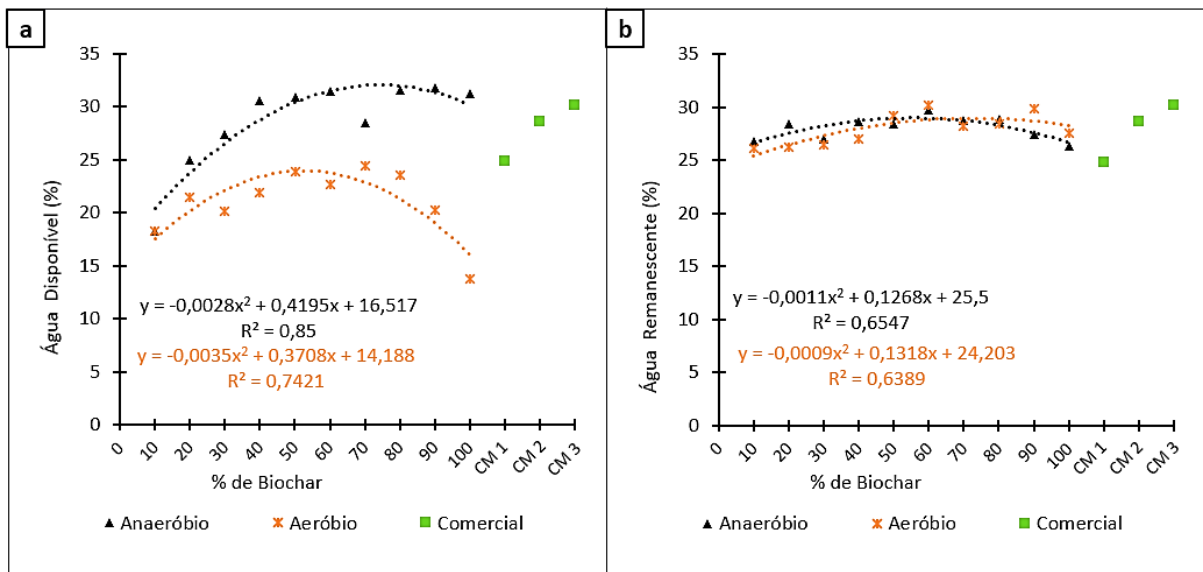 a
35
30
25
20
15
10
5
0
Água Disponível (%)
y = -0,0028x² + 0,4195x + 16,517
R² = 0,85
y = -0,0035x² + 0,3708x + 14,188
R² = 0,7421
0 10 20 30 40 50 60 70 80 90 100 CM 1 CM 2 CM 3
% de Biochar
Anaeróbio Aeróbio Comercial
b
35
30
25
20
15
10
5
0
Água Remanescente (%)
y = -0,0011x² + 0,1268x + 25,5
R² = 0,6547
y = -0,0009x² + 0,1318x + 24,203
R² = 0,6389
0 10 20 30 40 50 60 70 80 90 100 CM 1 CM 2 CM 3
% de Biochar
Anaeróbio Aeróbio Comercial